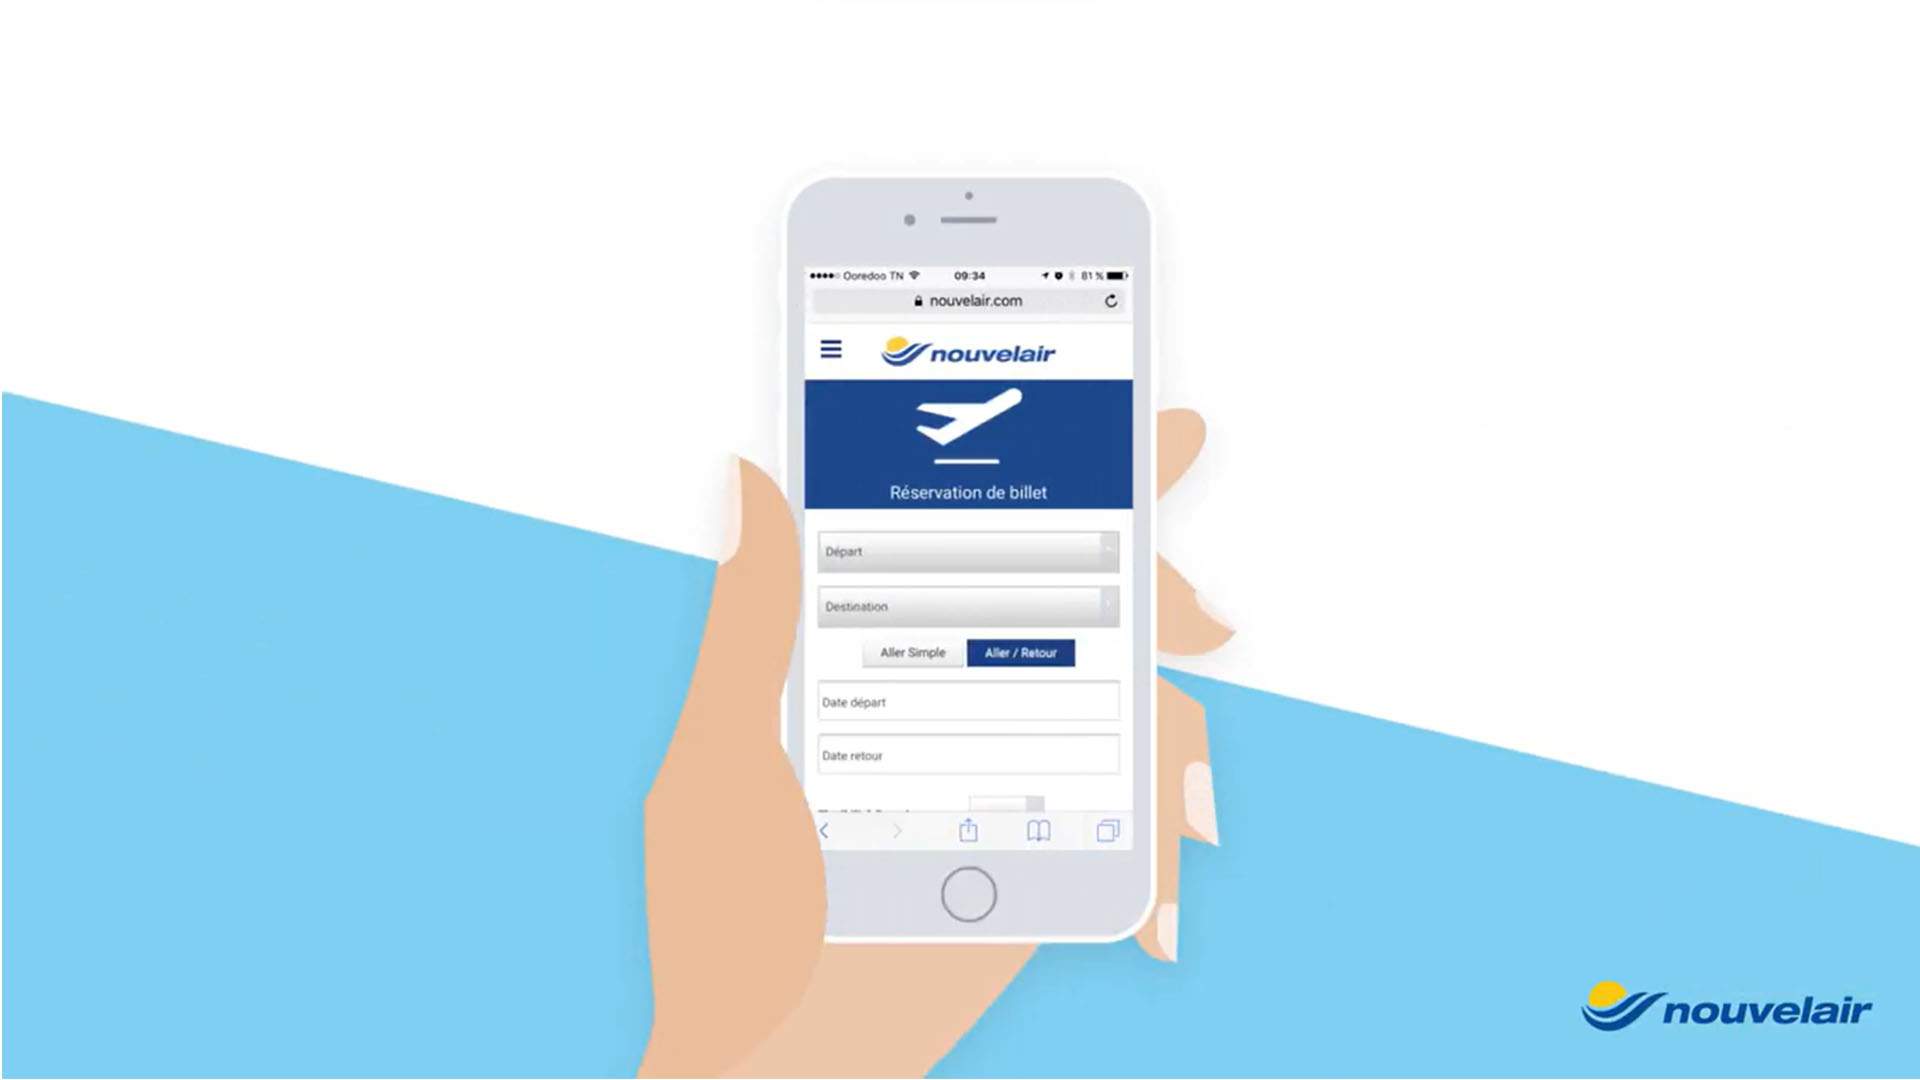 Ooredoo TN 09:34 81 %
nouvelair.com
nouvelair
Réservation de billet
Départ
Destination
Aller Simple Aller / Retour
Date départ
Date retour
nouvelair